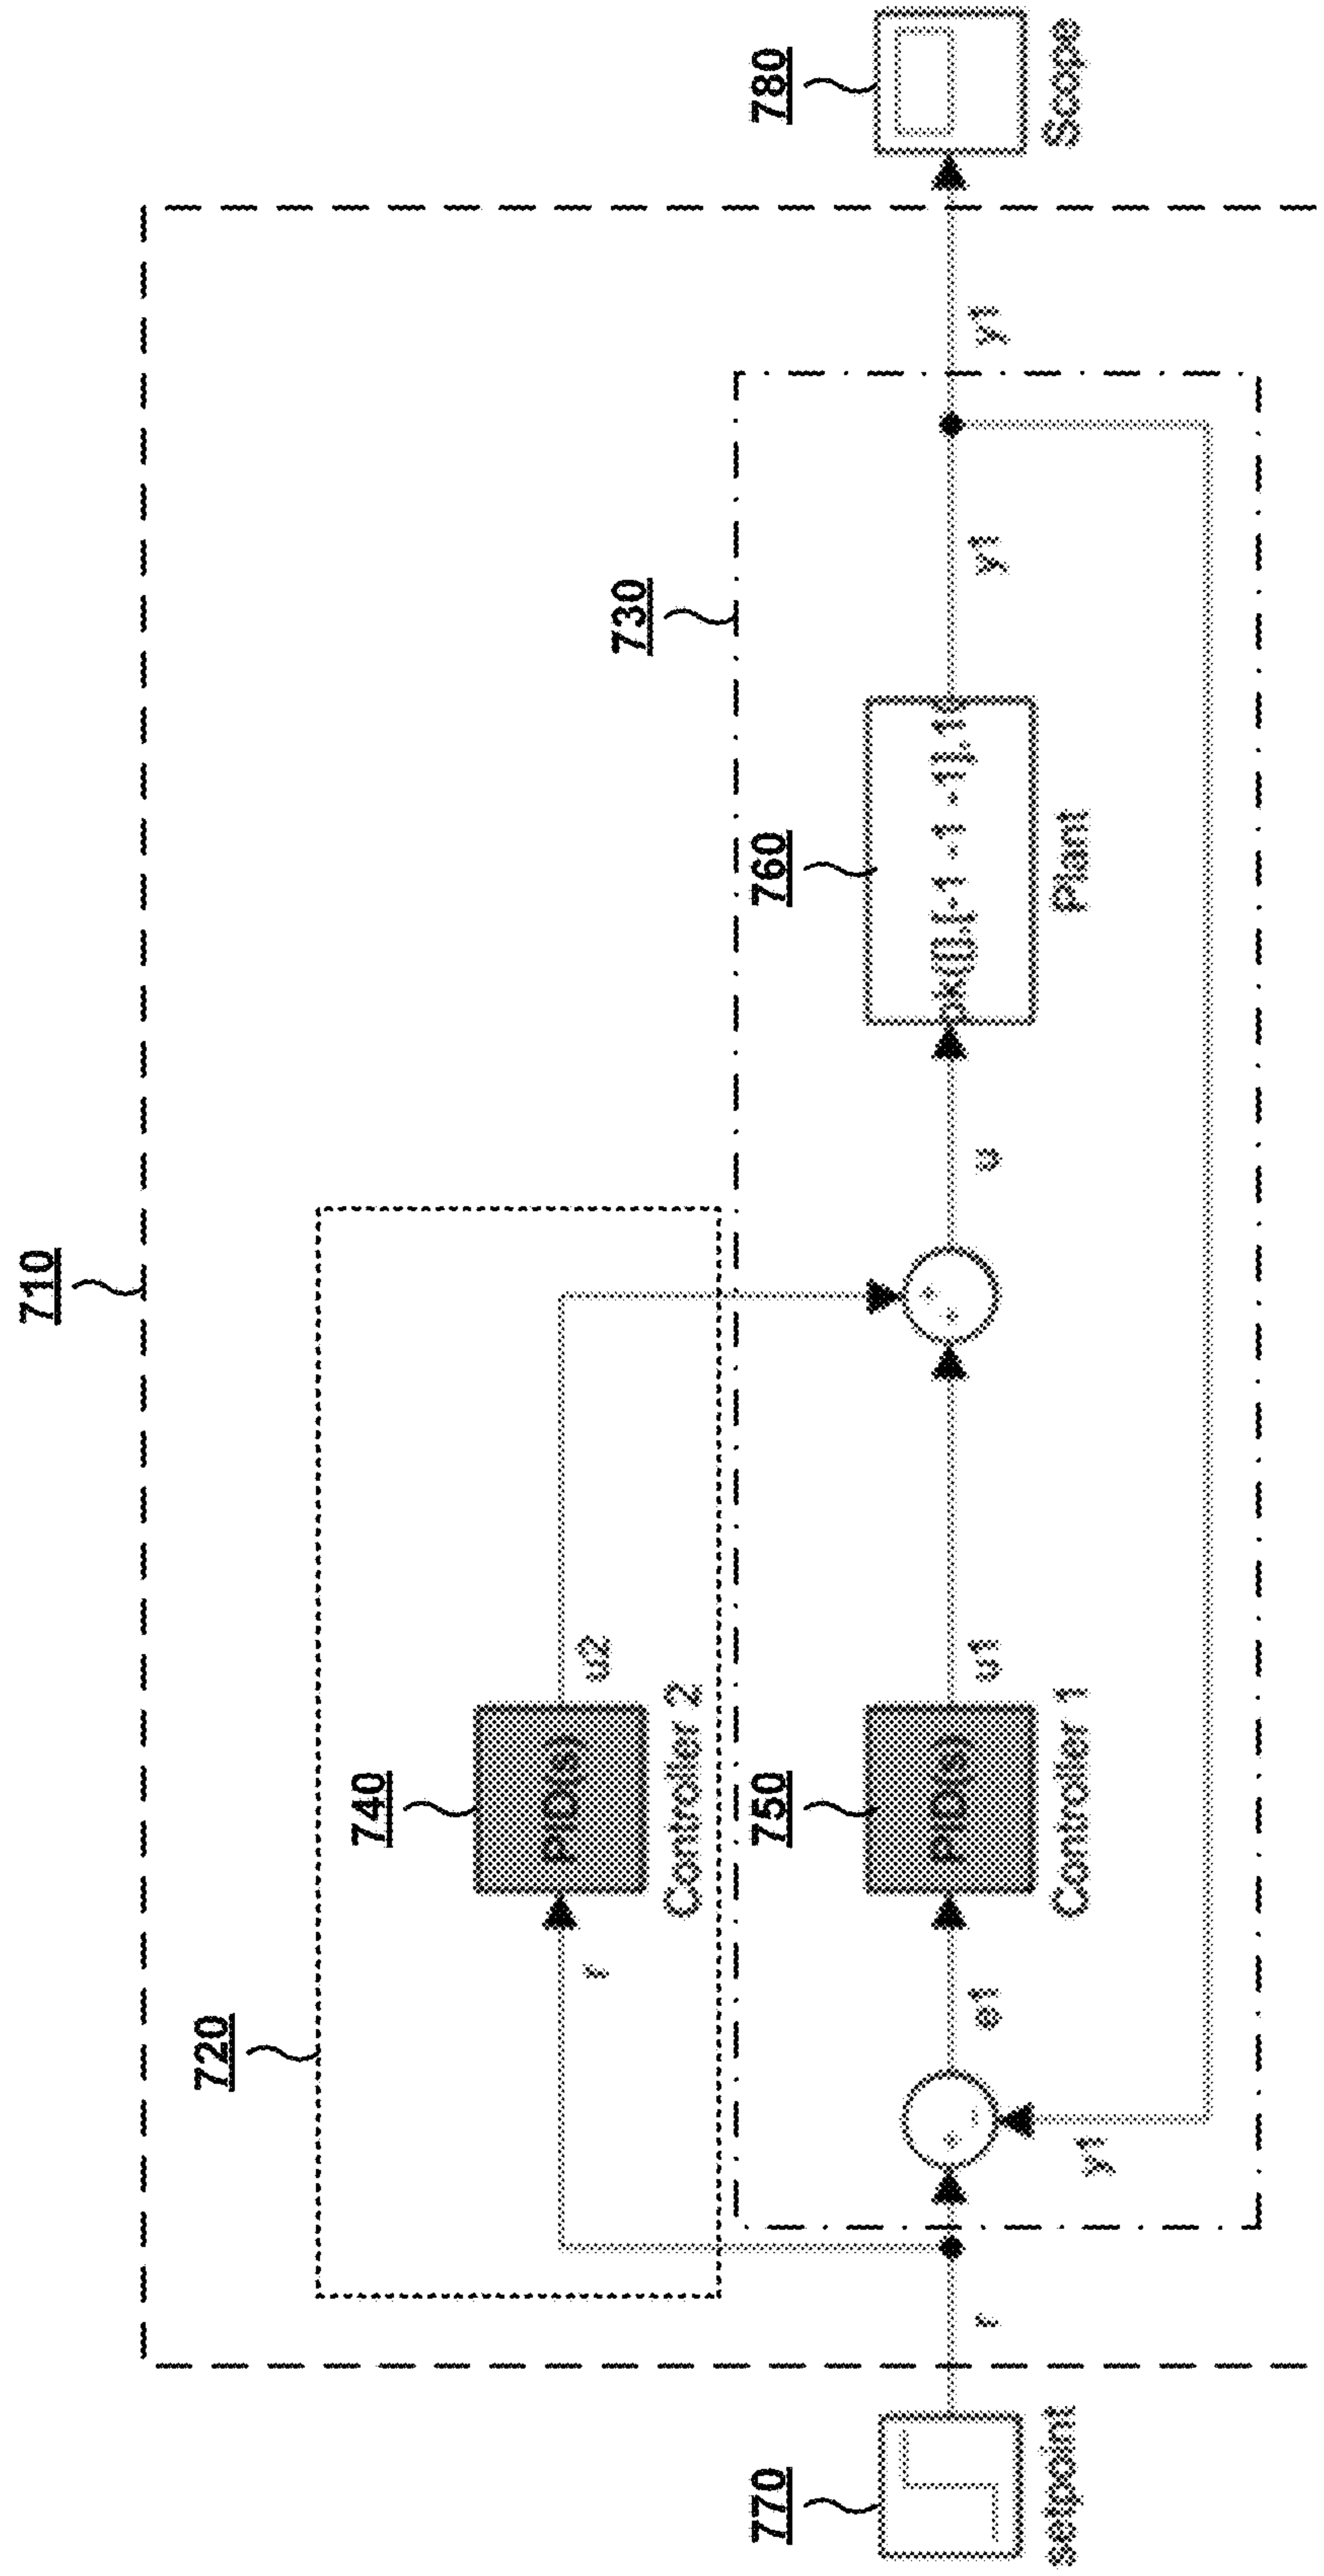 710
720
740
r
PID(s)
u2
Controller 2
730
770
setpoint
r
y1
e1
750
PID(s)
u1
Controller 1
u
760
Plant
y1
y1
780
Scope